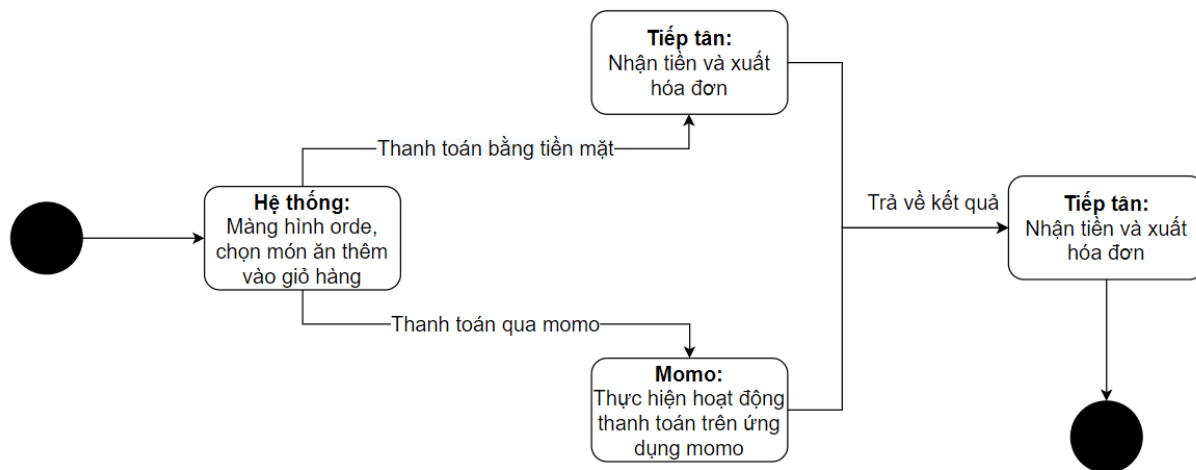 Tiếp tân:
Nhận tiền và xuất
hóa đơn
Thanh toán bằng tiền mặt
Hệ thống:
Màng hình orde,
chọn món ăn thêm
vào giỏ hàng
Trả về kết quả
Tiếp tân:
Nhận tiền và xuất
hóa đơn
Thanh toán qua momo
Momo:
Thực hiện hoạt động
thanh toán trên ứng
dụng momo